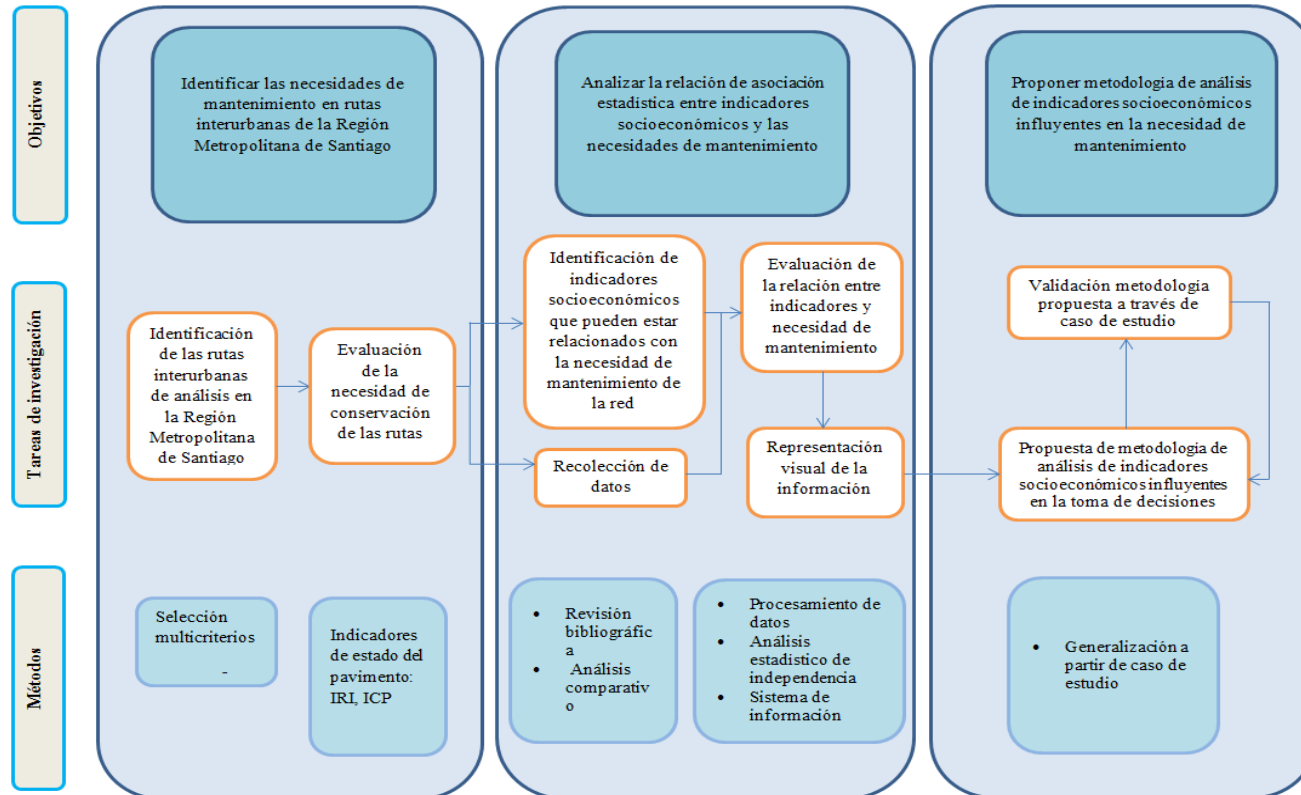 Objetivos
Identificar las necesidades de
mantenimiento en rutas
interurbanas de la Región
Metropolitana de Santiago
Analizar la relación de asociación
estadística entre indicadores
socioeconómicos y las
necesidades de mantenimiento
Proponer metodología de análisis
de indicadores socioeconómicos
influyentes en la necesidad de
mantenimiento
Tareas de investigación
Identificación
de las rutas
interurbanas
de análisis en
la Región
Metropolitana
de Santiago
Evaluación
de la
necesidad de
conservación
de las rutas
Identificación de
indicadores
socioeconómicos
que pueden estar
relacionados con
la necesidad de
mantenimiento de
la red
Recolección de
datos
Evaluación de
la relación entre
indicadores y
necesidad de
mantenimiento
Representación
visual de la
información
Validación metodología
propuesta a través de
caso de estudio
Propuesta de metodología de
análisis de indicadores
socioeconómicos influyentes
en la toma de decisiones
Métodos
Selección
multicriterios
-
Indicadores
de estado del
pavimento:
IRI, ICP
• Revisión
bibliográfic
a
• Análisis
comparativ
o
• Procesamiento de
datos
• Análisis
estadístico de
independencia
• Sistema de
información
• Generalización a
partir de caso de
estudio